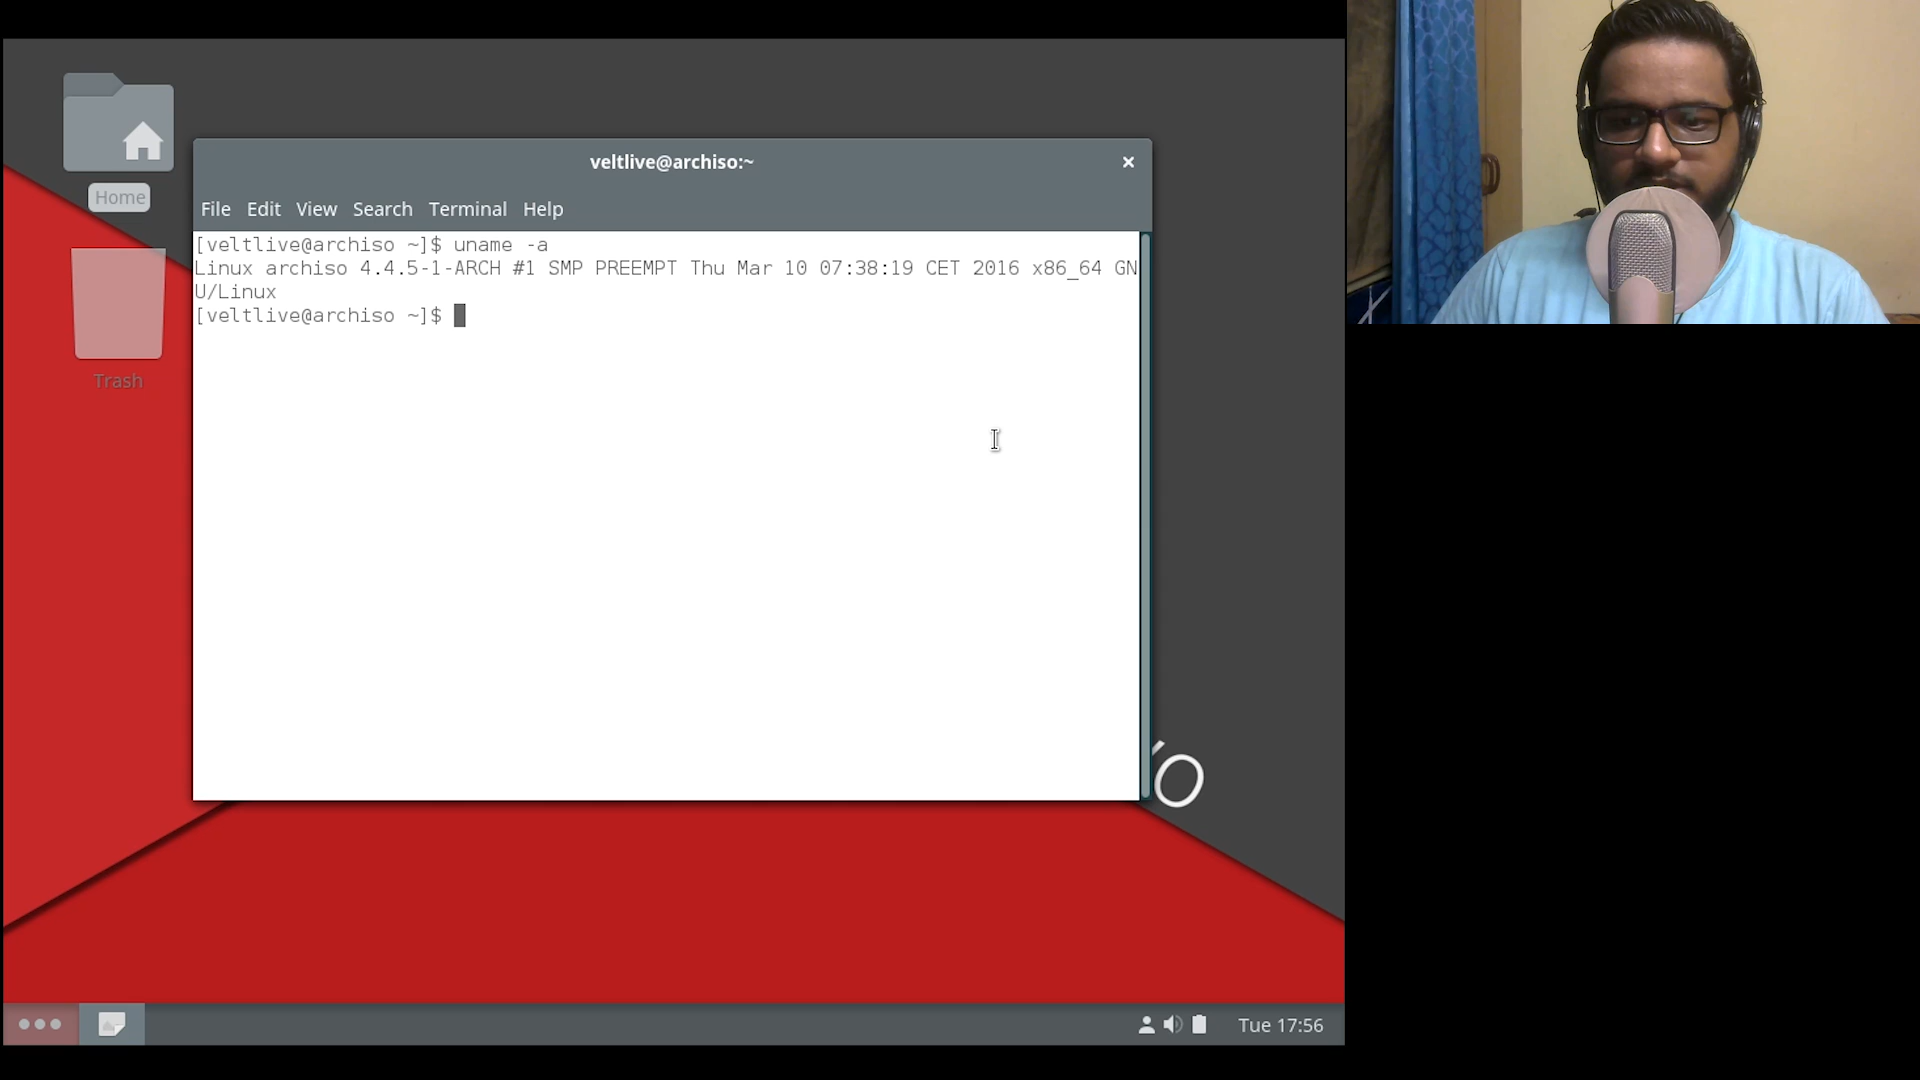 Home
Trash
veltlive@archiso:~
File Edit View Search Terminal Help
[veltlive@archiso ~]$ uname -a
Linux archiso 4.4.5-1-ARCH #1 SMP PREEMPT Thu Mar 10 07:38:19 CET 2016 x86_64 GN
U/Linux
[veltlive@archiso ~]$
Tue 17:56